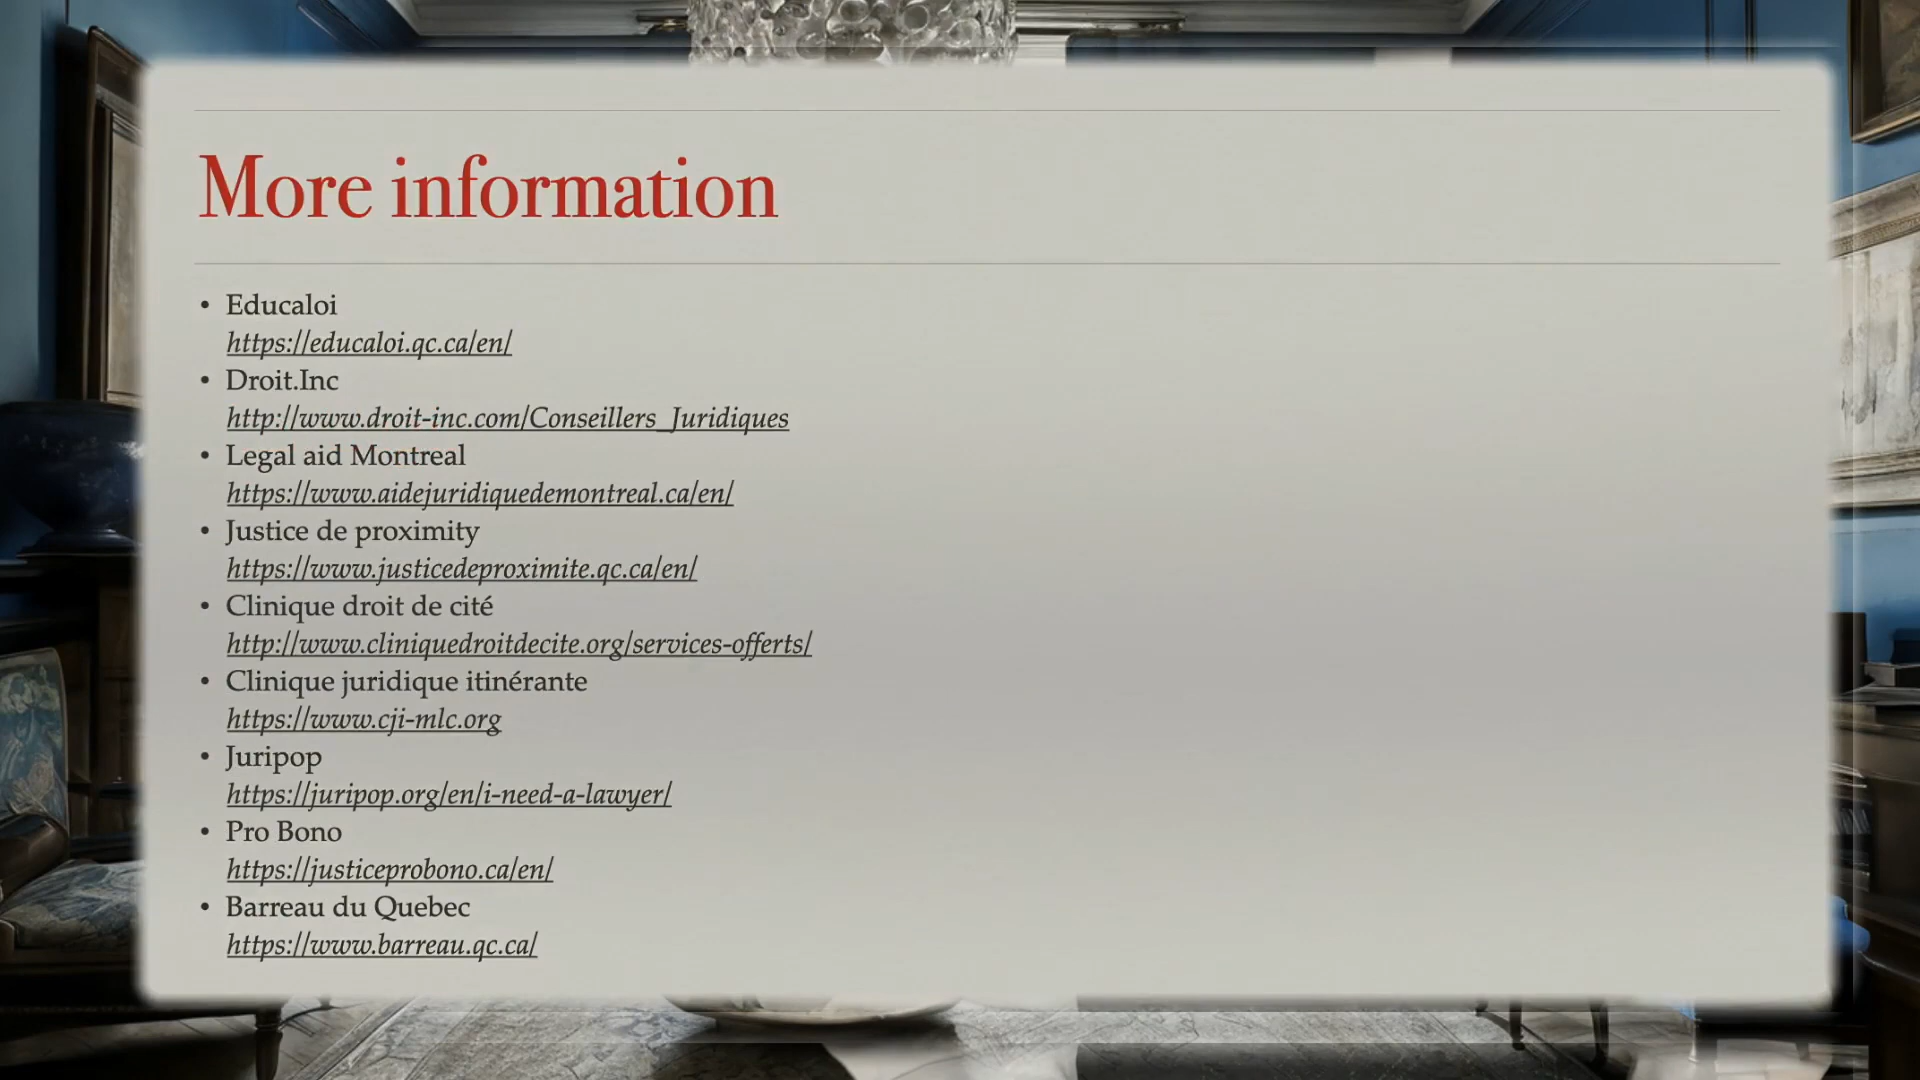 More information
• Educaloi
https://educaloi.qc.ca/en/
• Droit.Inc
http://www.droit-inc.com/Conseillers_Juridiques
• Legal aid Montreal
https://www.aidejuridiquedemontreal.ca/en/
• Justice de proximity
https://www.justicedeproximite.qc.ca/en/
• Clinique droit de cité
http://www.cliniquedroitdecite.org/services-offerts/
• Clinique juridique itinérante
https://www.cji-mlc.org
• Juripop
https://juripop.org/en/i-need-a-lawyer/
• Pro Bono
https://justiceprobono.ca/en/
• Barreau du Quebec
https://www.barreau.qc.ca/